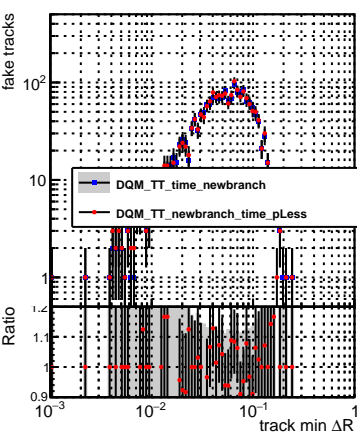 fake tracks
10²
10
1
DQM_TT_time_newbranch
DQM_TT_newbranch_time_pLess
Ratio
1.2
1.1
1
0.9
10⁻³
10⁻²
10⁻¹
1
track min ΔR